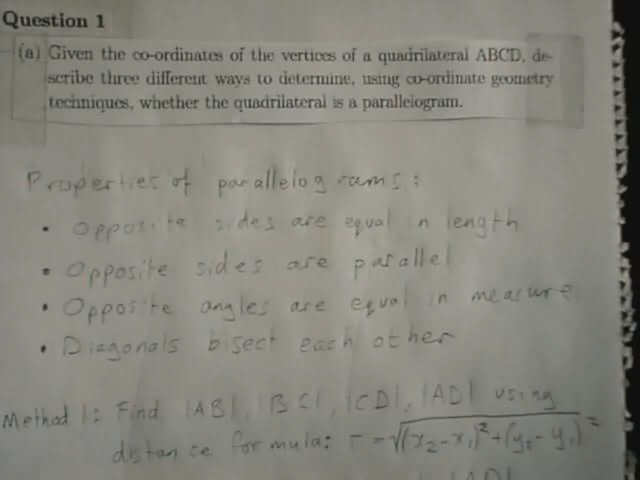 Question 1
(a) Given the co-ordinates of the vertices of a quadrilateral ABCD, de-
scribe three different ways to determine, using co-ordinate geometry
techniques, whether the quadrilateral is a parallelogram.
Properties of parallelograms:
• Opposite sides are equal in length
• Opposite sides are parallel
• Opposite angles are equal in measure
• Diagonals bisect each other
Method 1: Find |AB|, |BC|, |CD|, |AD| using
distance formula: r = √(x₂-x₁)²+(y₂-y₁)²
|AD|